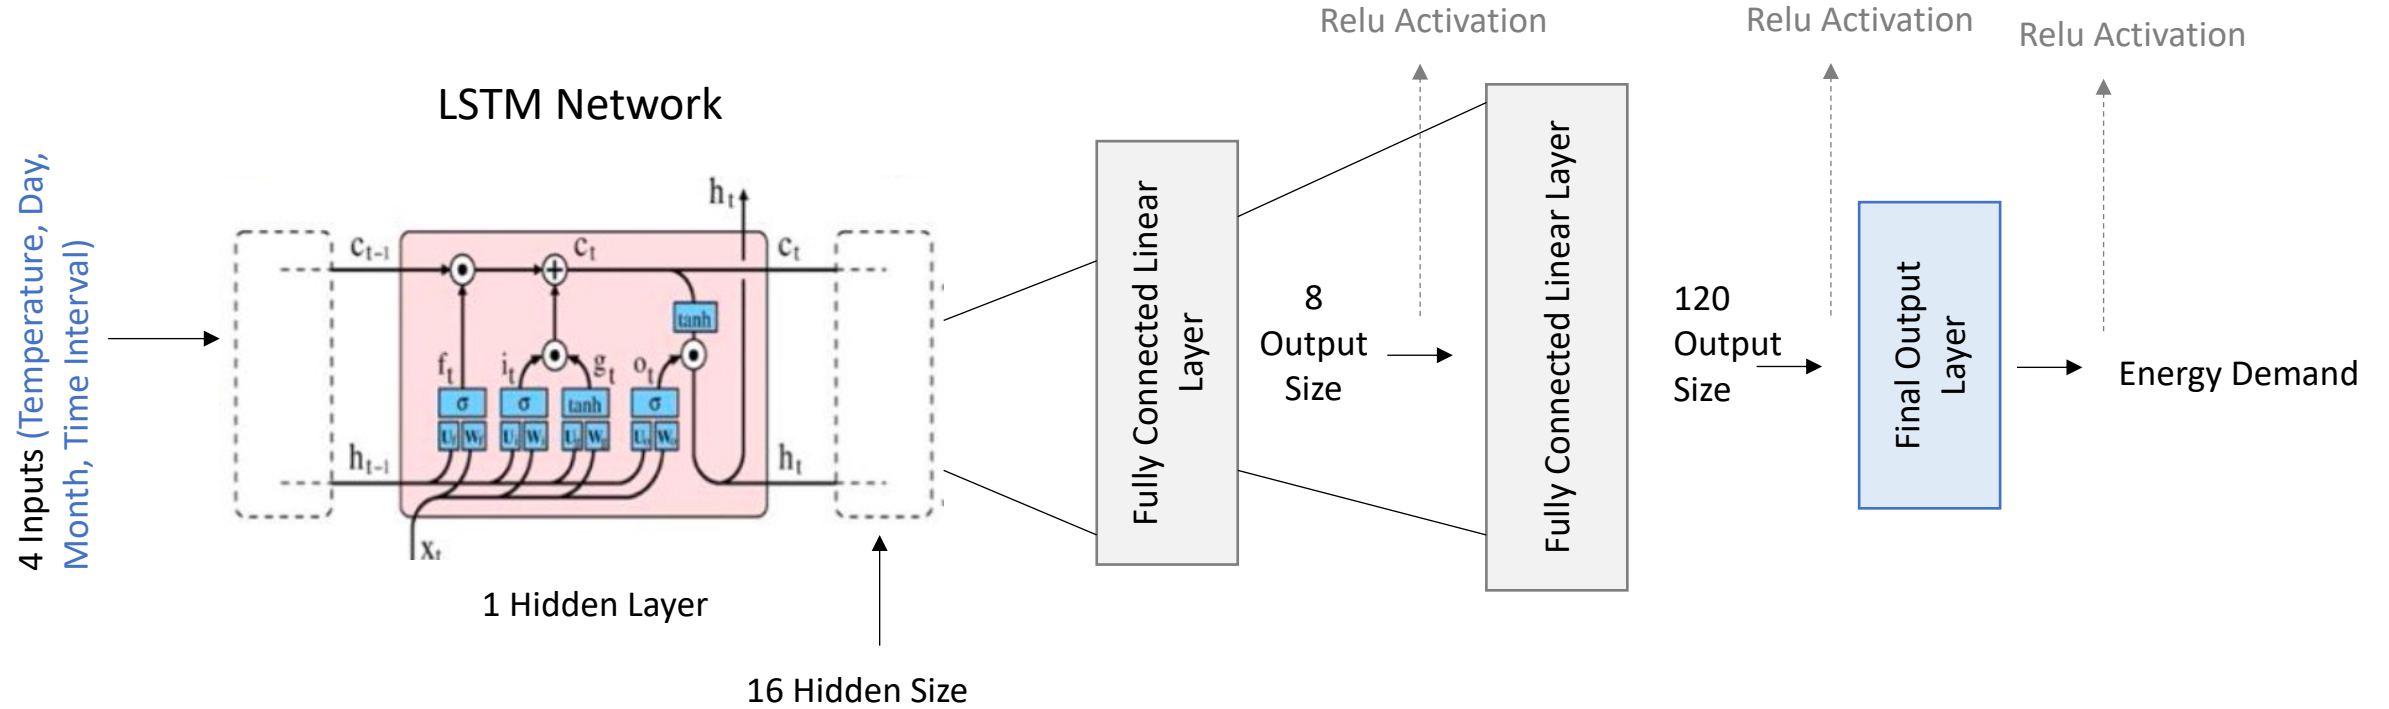 Relu Activation
Relu Activation
Relu Activation
LSTM Network
4 Inputs (Temperature, Day,
Month, Time Interval)
h t
c t-1
c t
c t
tanh
f t
i t
g t
o t
σ
σ
tanh
σ
U f W f
U i W i
U g W g
U o W o
h t-1
h t
x t
1 Hidden Layer
16 Hidden Size
Fully Connected Linear
Layer
8
Output
Size
Fully Connected Linear Layer
120
Output
Size
Final Output
Layer
Energy Demand